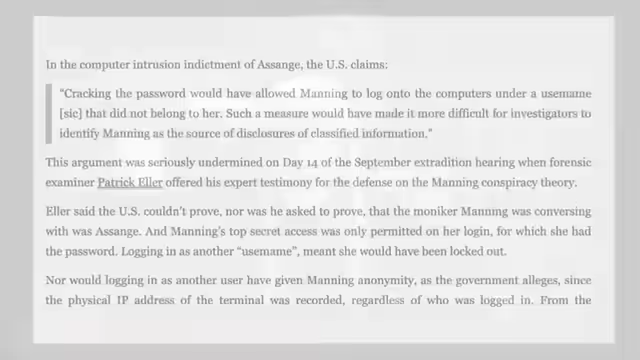 In the computer intrusion indictment of Assange, the U.S. claims:
"Cracking the password would have allowed Manning to log onto the computers under a usemame
[sic] that did not belong to her. Such a measure would have made it more difficult for investigators to
identify Manning as the source of disclosures of classified information."
This argument was seriously undermined on Day 14 of the September extradition hearing when forensic
examiner Patrick Eller offered his expert testimony for the defense on the Manning conspiracy theory.
Eller said the U.S. couldn't prove, nor was he asked to prove, that the moniker Manning was conversing
with was Assange. And Manning's top secret access was only permitted on her login, for which she had
the password. Logging in as another "usemame", meant she would have been locked out.
Nor would logging in as another user have given Manning anonymity, as the government alleges, since
the physical IP address of the terminal was recorded, regardless of who was logged in. From the